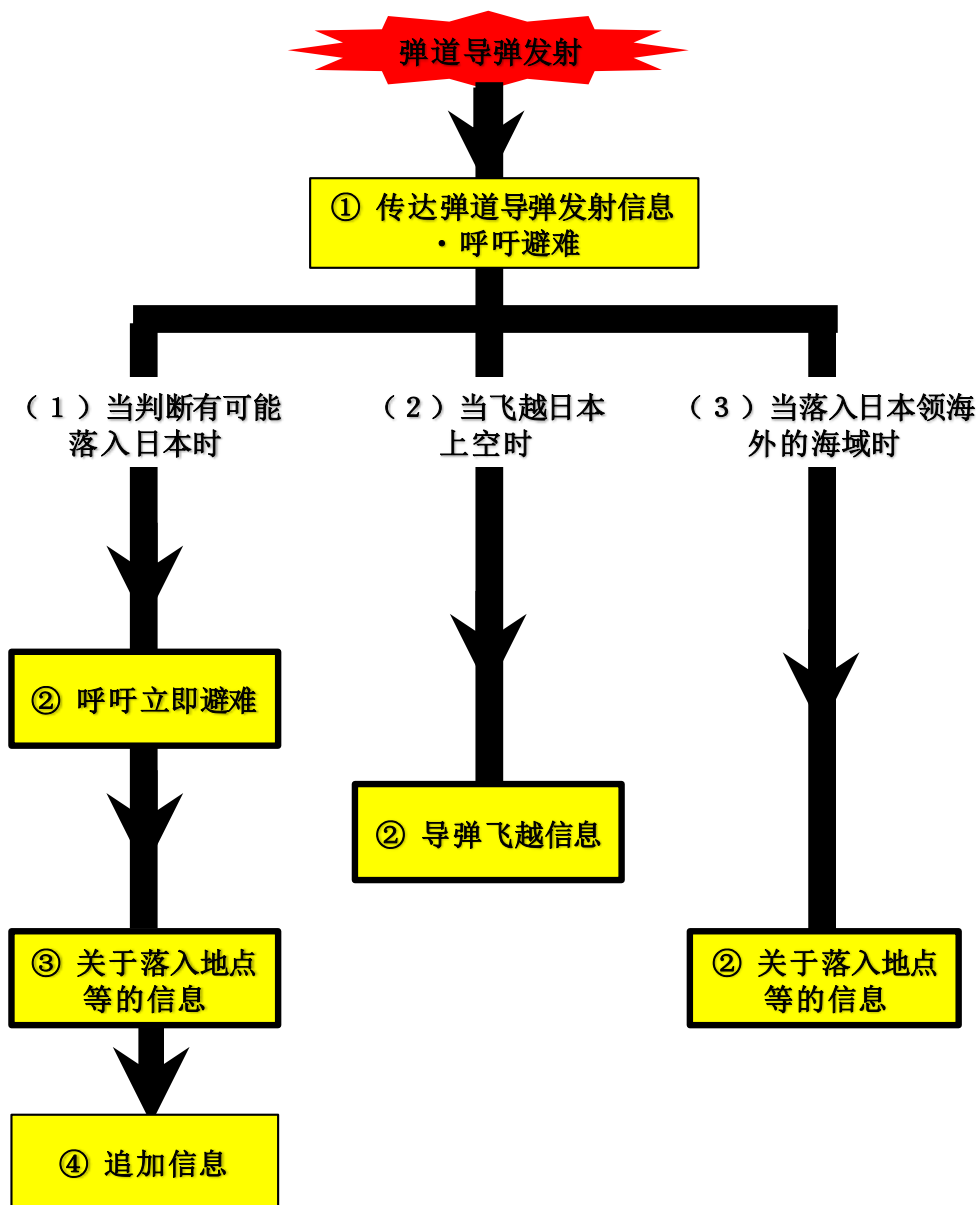 弹道导弹发射
① 传达弹道导弹发射信息
・呼吁避难
（１）当判断有可能
落入日本时
（２）当飞越日本
上空时
（３）当落入日本领海
外的海域时
② 呼吁立即避难
② 导弹飞越信息
③ 关于落入地点
等的信息
② 关于落入地点
等的信息
④ 追加信息